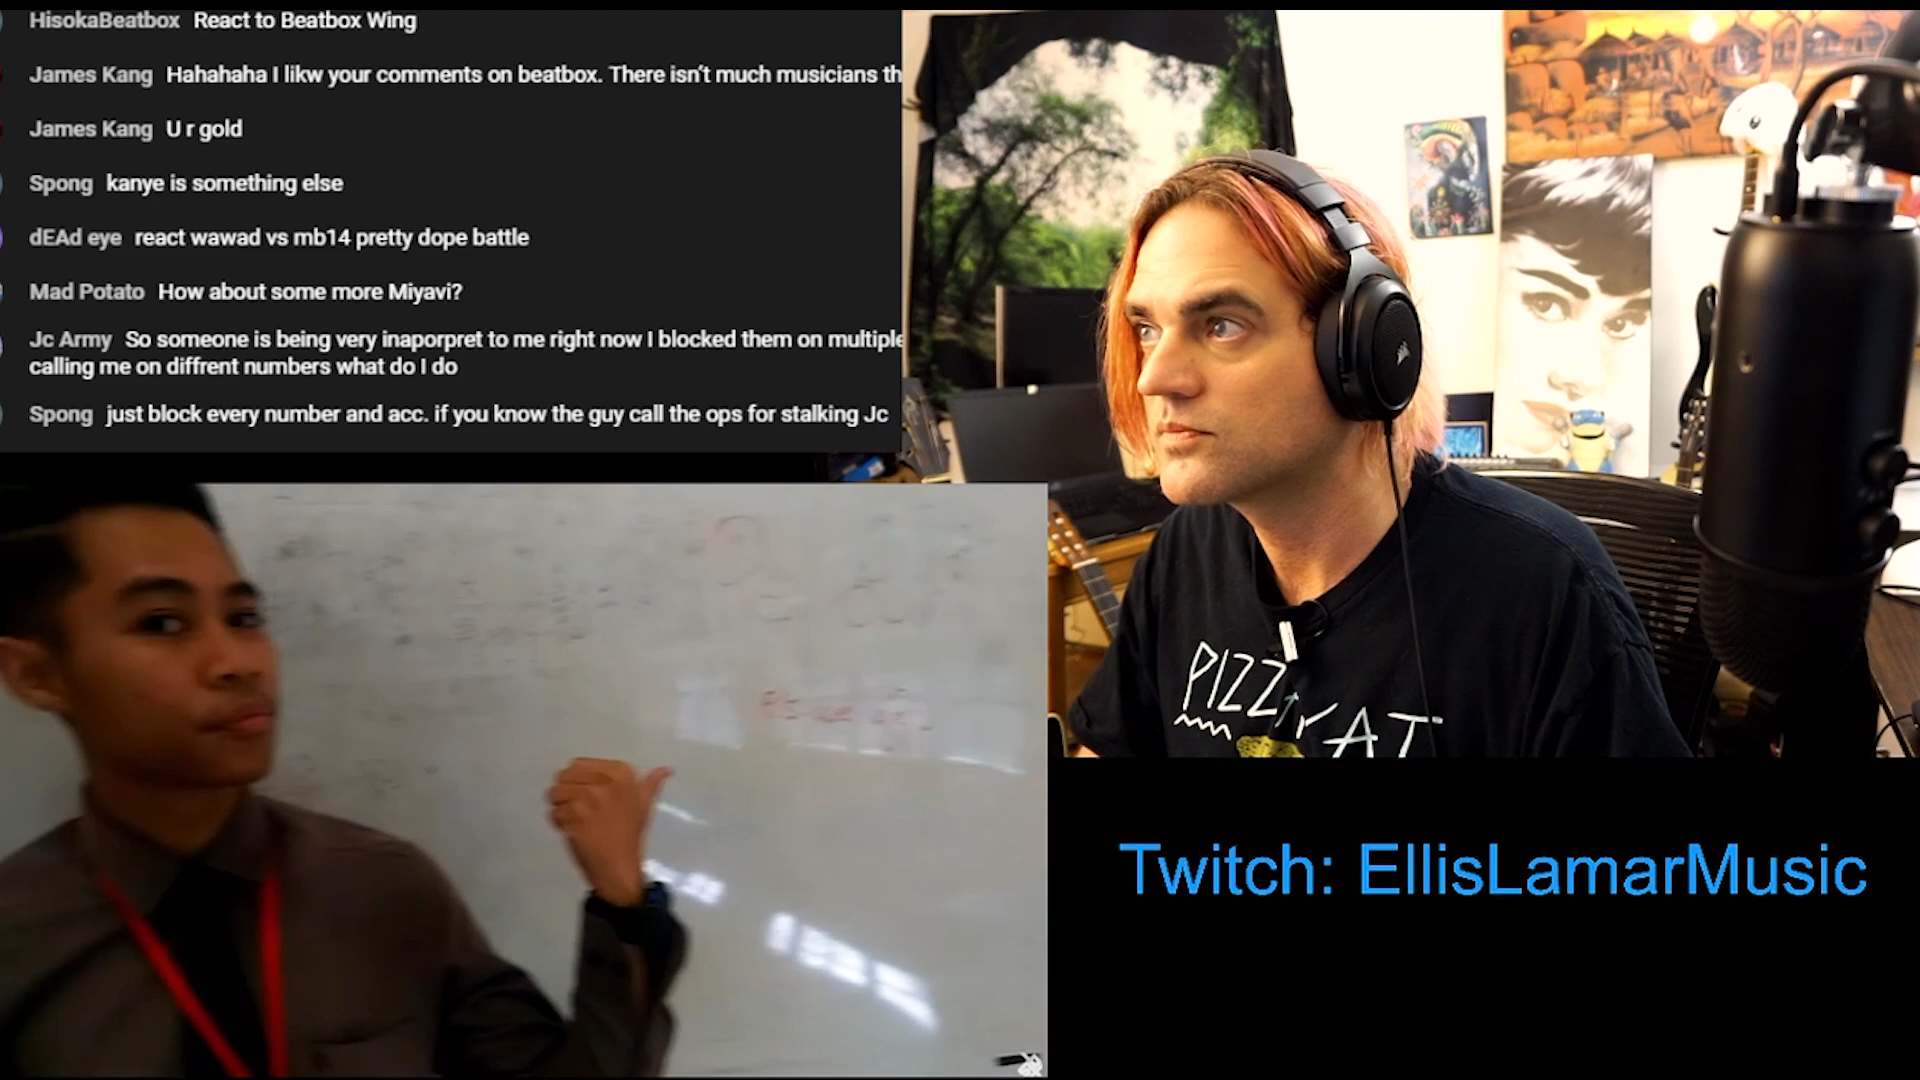 HisokaBeatbox React to Beatbox Wing
James Kang Hahahaha I likw your comments on beatbox. There isn't much musicians th
James Kang U r gold
Spong kanye is something else
dEAd eye react wawad vs mb14 pretty dope battle
Mad Potato How about some more Miyavi?
Jc Army So someone is being very inaporpret to me right now I blocked them on multiple
calling me on diffrent numbers what do I do
Spong just block every number and acc. if you know the guy call the ops for stalking Jc
PIZZ
rAT
Twitch: EllisLamarMusic